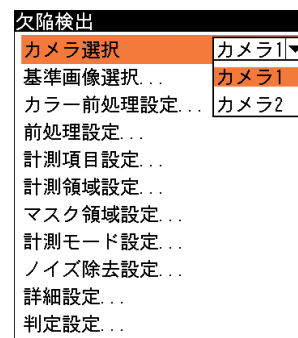 欠陥検出
カメラ選択 カメラ1▼
基準画像選択... カメラ1
カラー前処理設定... カメラ2
前処理設定...
計測項目設定...
計測領域設定...
マスク領域設定...
計測モード設定...
ノイズ除去設定...
詳細設定...
判定設定...